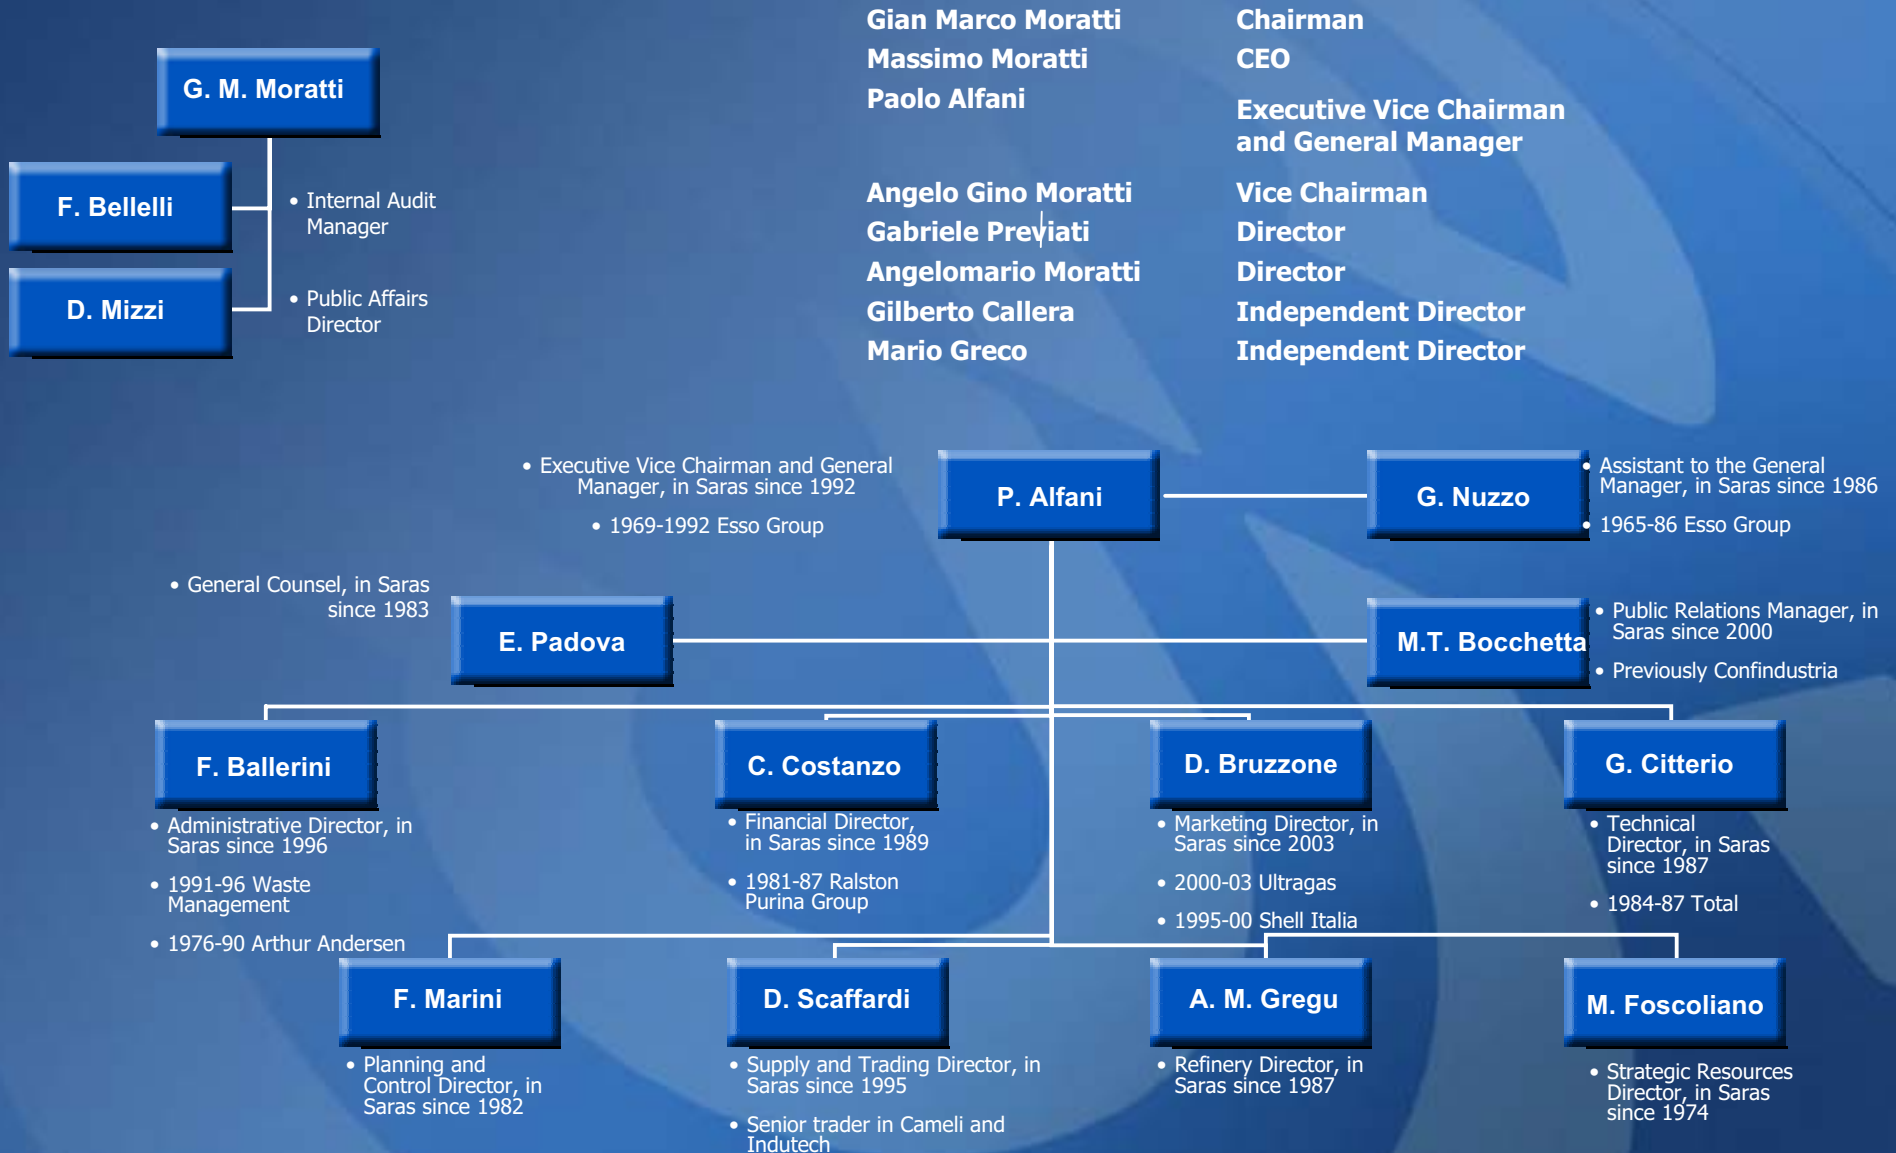 Gian Marco Moratti Chairman
Massimo Moratti CEO
Paolo Alfani Executive Vice Chairman
and General Manager
Angelo Gino Moratti Vice Chairman
Gabriele Previati Director
Angelomario Moratti Director
Gilberto Callera Independent Director
Mario Greco Independent Director
G. M. Moratti
F. Bellelli
• Internal Audit
Manager
D. Mizzi
• Public Affairs
Director
• Executive Vice Chairman and General
Manager, in Saras since 1992
• 1969-1992 Esso Group
P. Alfani
G. Nuzzo
• Assistant to the General
Manager, in Saras since 1986
• 1965-86 Esso Group
• General Counsel, in Saras
since 1983
E. Padova
M.T. Bocchetta
• Public Relations Manager, in
Saras since 2000
• Previously Confindustria
F. Ballerini
• Administrative Director, in
Saras since 1996
• 1991-96 Waste
Management
• 1976-90 Arthur Andersen
C. Costanzo
• Financial Director,
in Saras since 1989
• 1981-87 Ralston
Purina Group
D. Bruzzone
• Marketing Director, in
Saras since 2003
• 2000-03 Ultragas
• 1995-00 Shell Italia
G. Citterio
• Technical
Director, in Saras
since 1987
• 1984-87 Total
F. Marini
• Planning and
Control Director, in
Saras since 1982
D. Scaffardi
• Supply and Trading Director, in
Saras since 1995
• Senior trader in Cameli and
Indutech
A. M. Gregu
• Refinery Director, in
Saras since 1987
M. Foscoliano
• Strategic Resources
Director, in Saras
since 1974